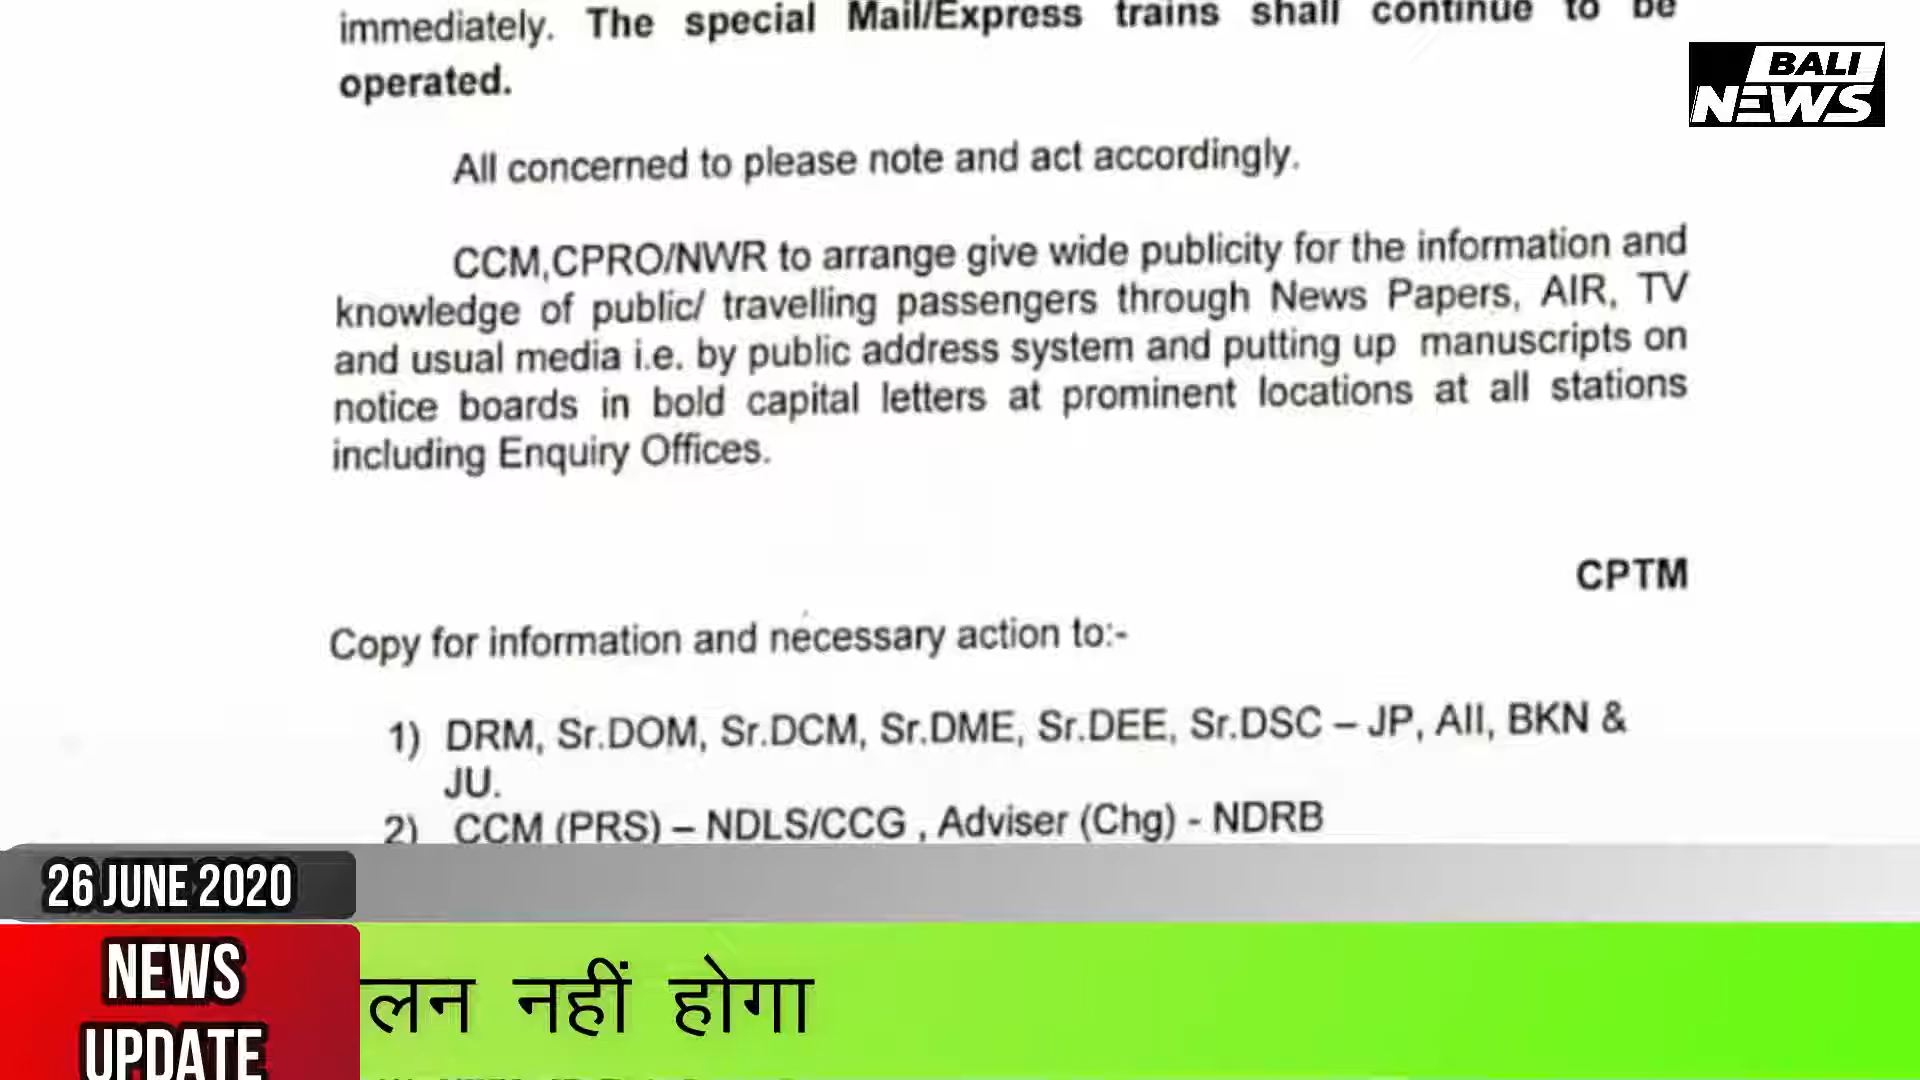 immediately. The special Mail/Express trains shall continue to be
operated.
BALI
NEWS
All concerned to please note and act accordingly.
CCM,CPRO/NWR to arrange give wide publicity for the information and
knowledge of public/ travelling passengers through News Papers, AIR, TV
and usual media i.e. by public address system and putting up manuscripts on
notice boards in bold capital letters at prominent locations at all stations
including Enquiry Offices.
CPTM
Copy for information and necessary action to:-
1) DRM, Sr.DOM, Sr.DCM, Sr.DME, Sr.DEE, Sr.DSC – JP, AII, BKN &
JU.
2) CCM (PRS) – NDLS/CCG , Adviser (Chg) - NDRB
26 JUNE 2020
NEWS
UPDATE
लन नहीं होगा